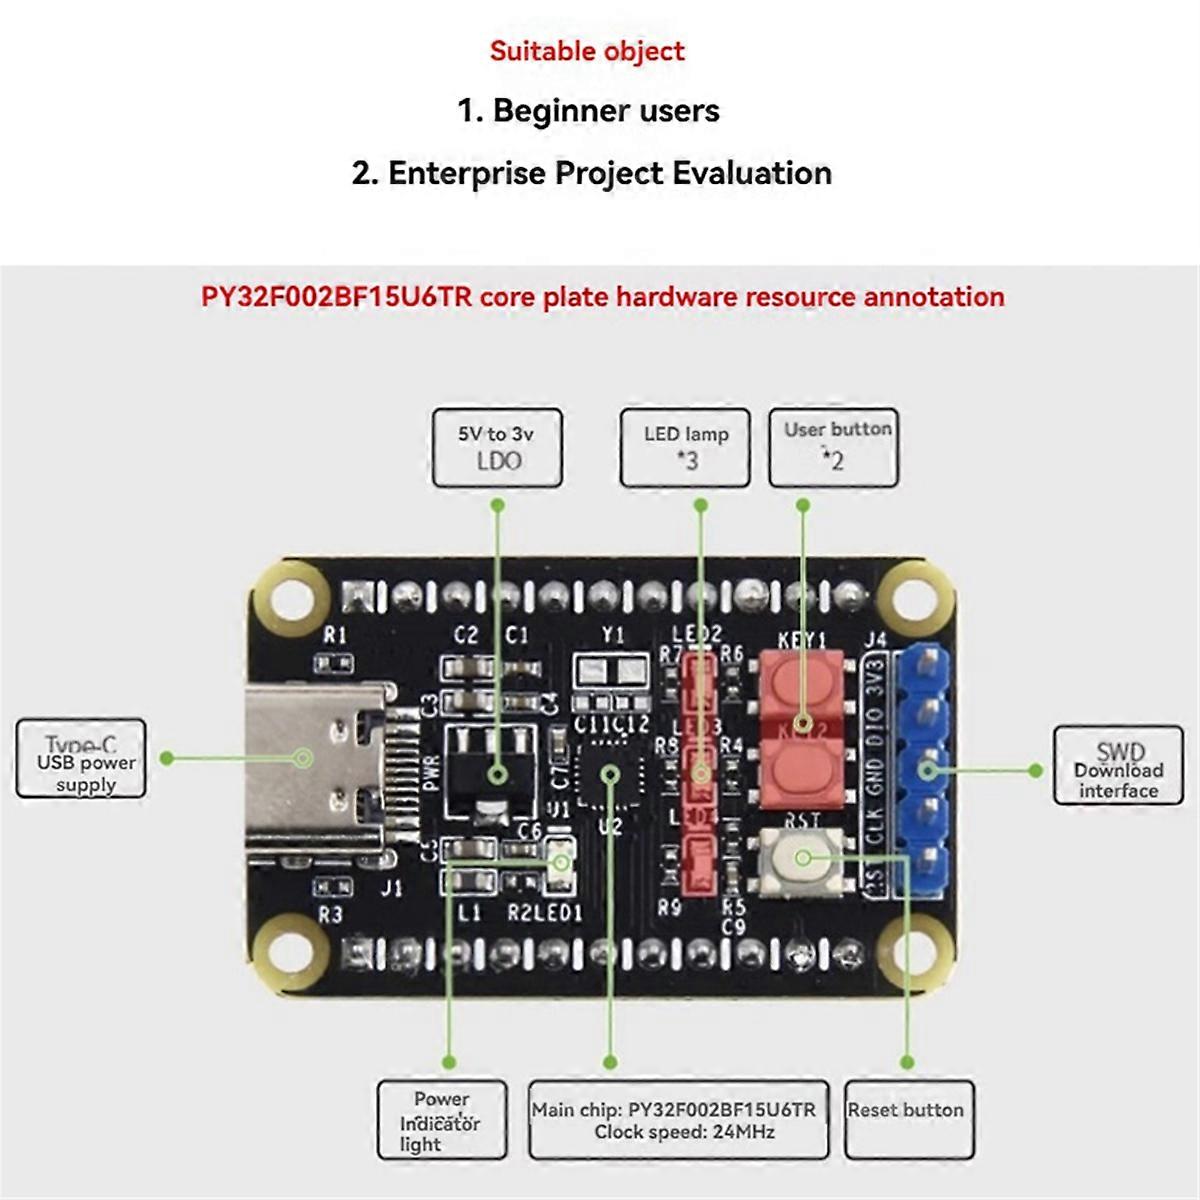 Suitable object
1. Beginner users
2. Enterprise Project Evaluation
PY32F002BF15U6TR core plate hardware resource annotation
5V to 3v
LDO
LED lamp
*3
User button
*2
R1
C2 C1
Y1
LED2
KEY1
J4
R7
R6
3V3
C3
C4
C11C12
LED3
KEY2
DIO
R8
R4
PWR
C7
GND
Type-C
USB power
supply
SWD
Download
interface
U1
U2
LED4
RST
CLK
C5
C6
J1
RST
R3
L1
R2LED1
R9
R5
C9
Power
Indicator
light
Main chip: PY32F002BF15U6TR
Clock speed: 24MHz
Reset button